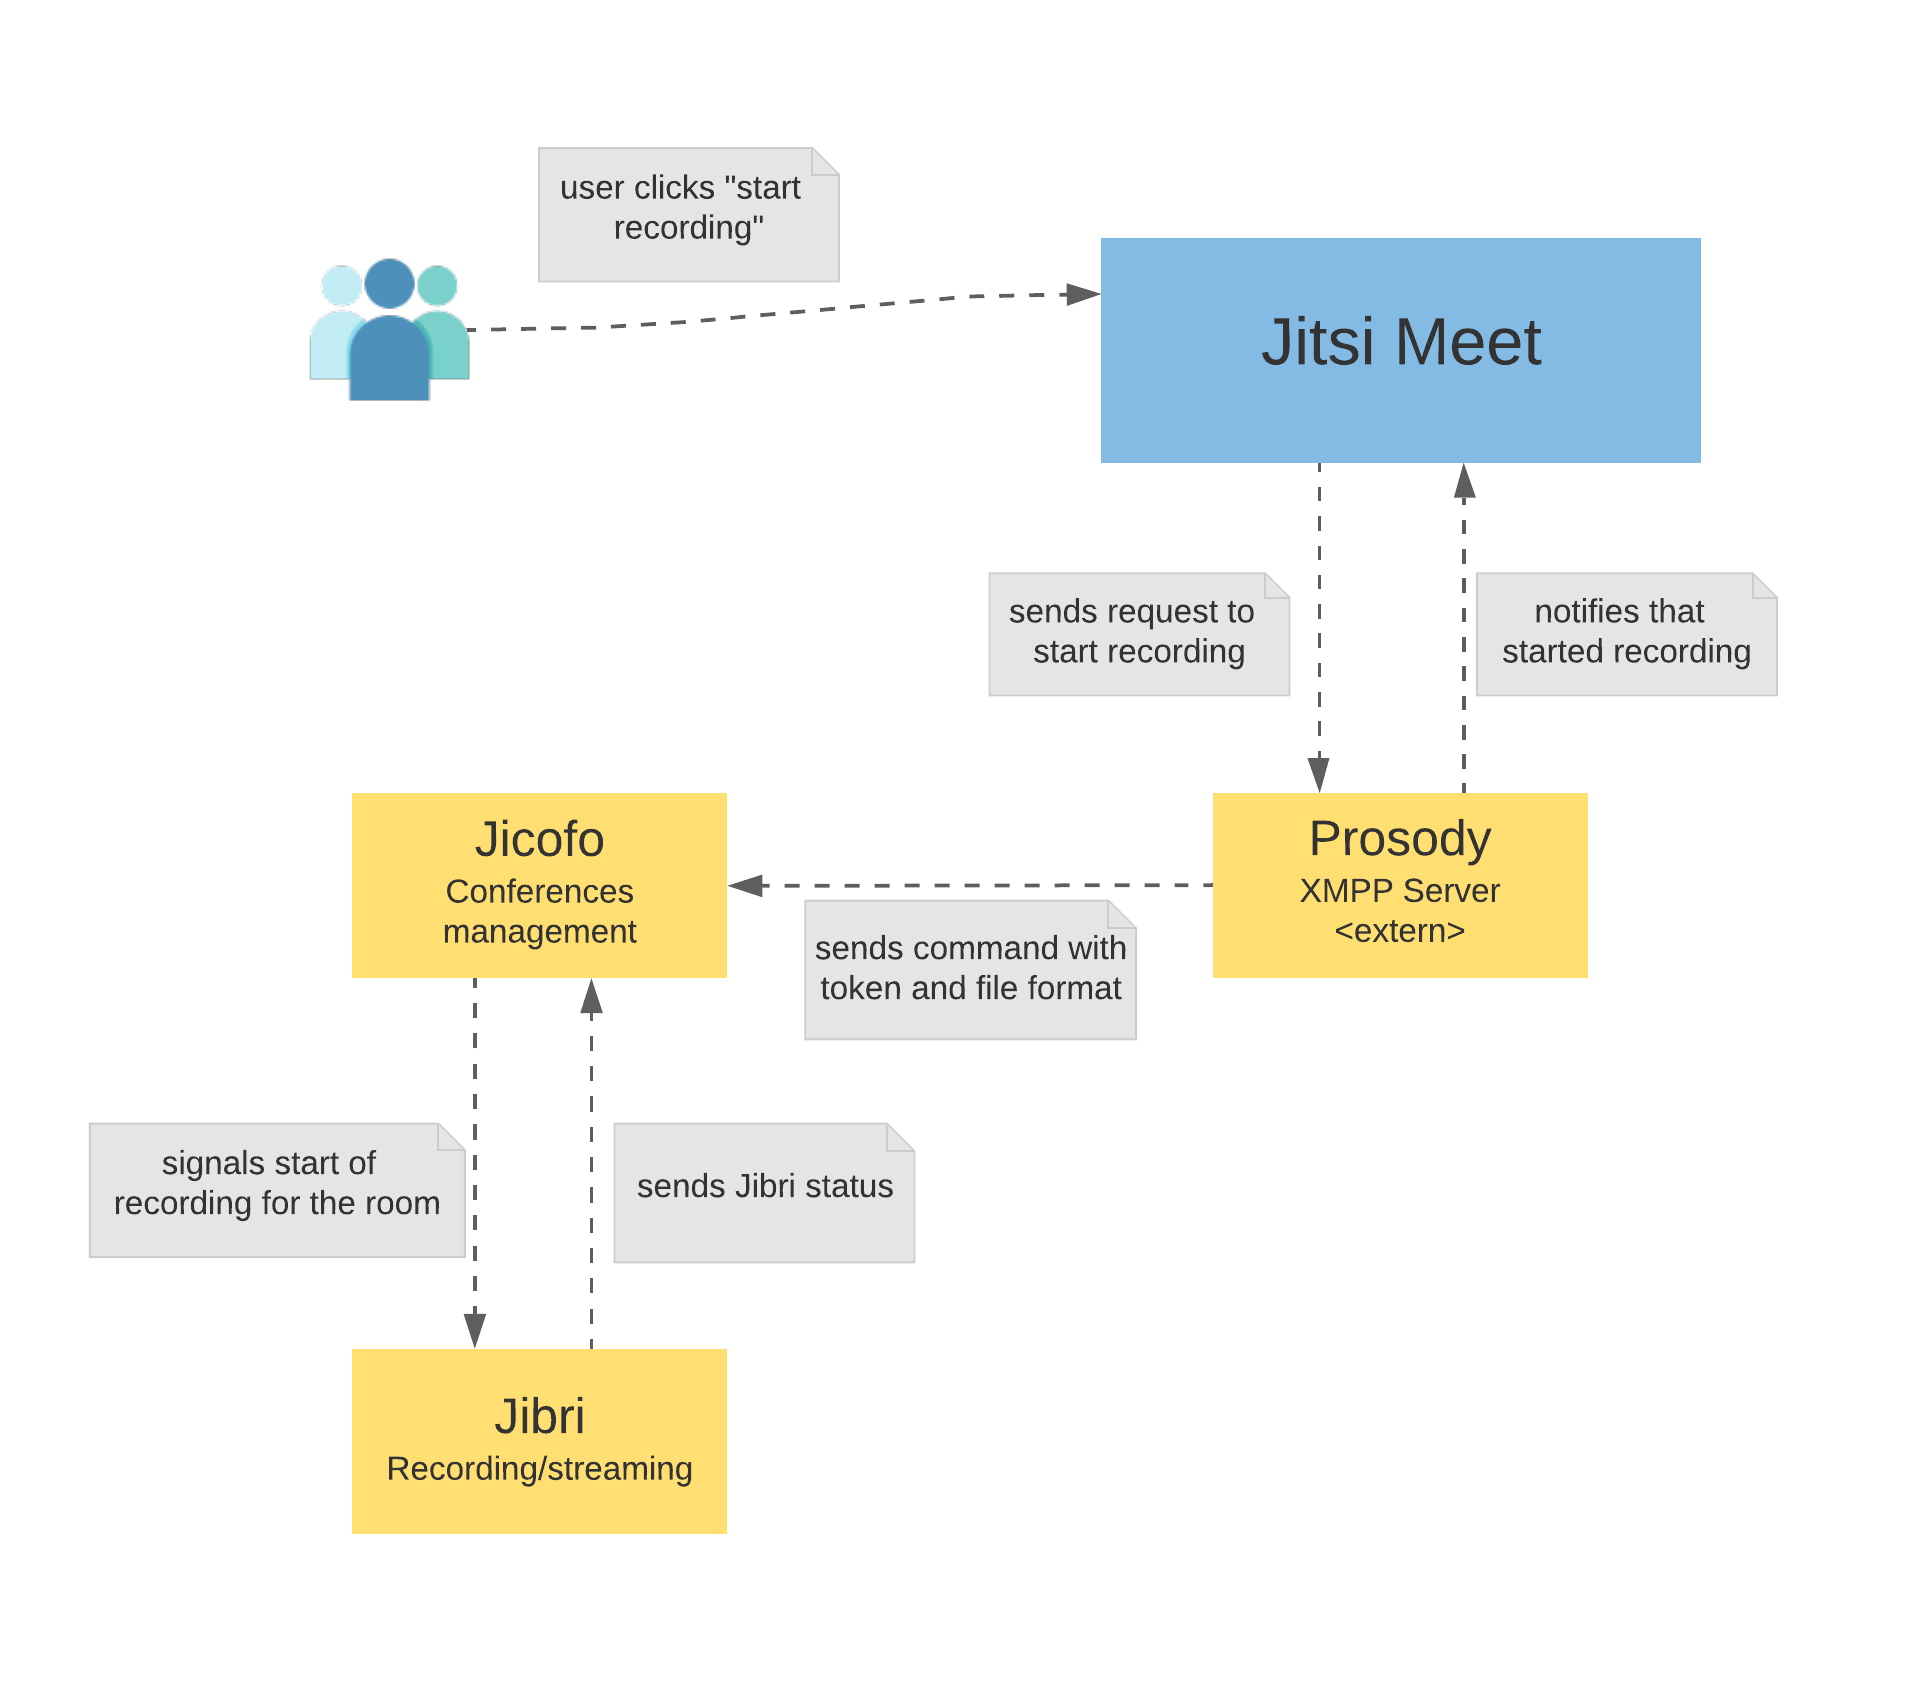 user clicks "start
recording"
Jitsi Meet
sends request to
start recording
notifies that
started recording
Jicofo
Conferences
management
Prosody
XMPP Server
<extern>
sends command with
token and file format
signals start of
recording for the room
sends Jibri status
Jibri
Recording/streaming